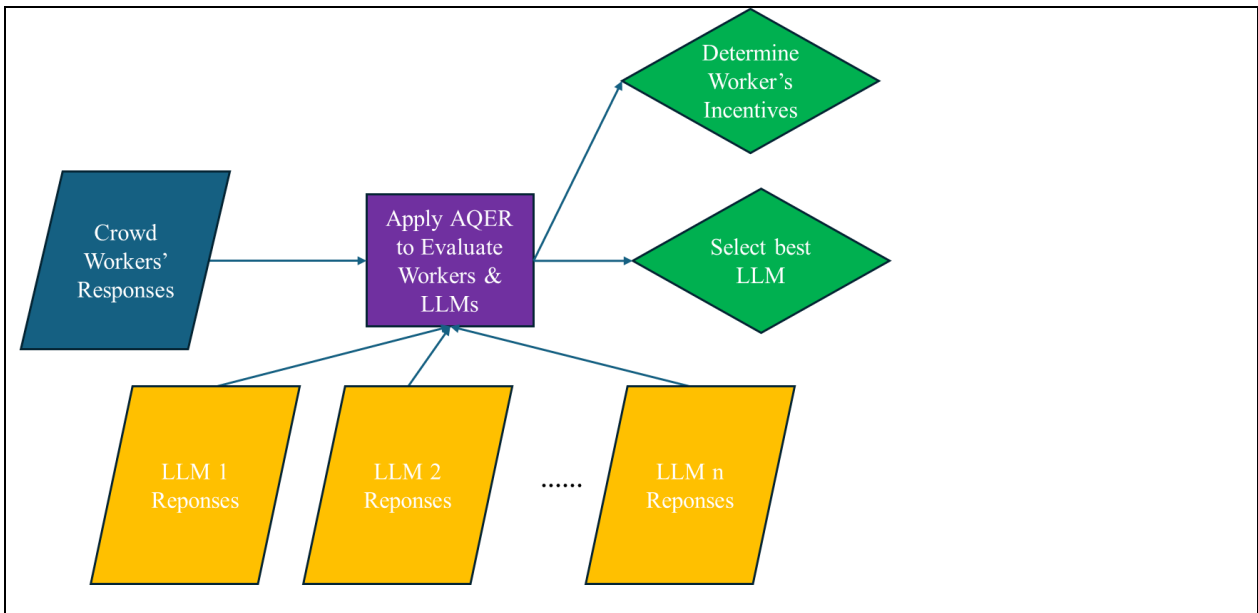 Determine
Worker’s
Incentives
Crowd
Workers’
Responses
Apply AQER
to Evaluate
Workers &
LLMs
Select best
LLM
LLM 1
Reponses
LLM 2
Reponses
......
LLM n
Reponses